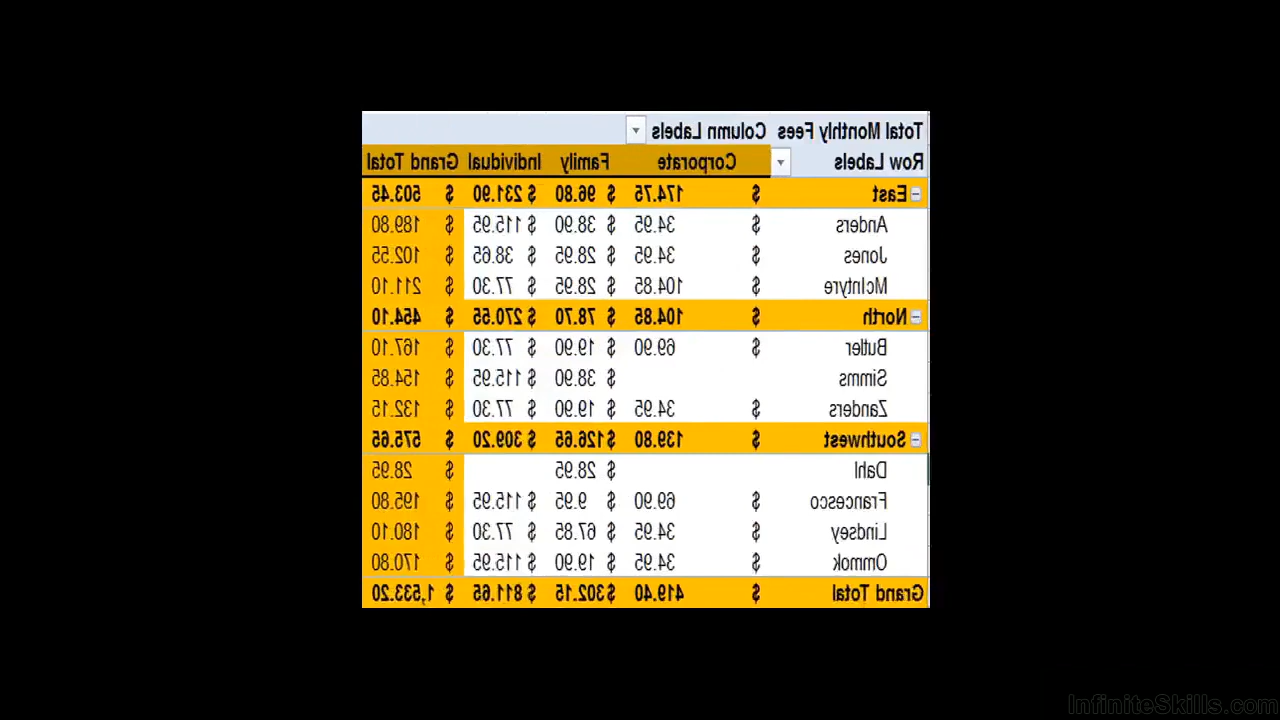 Total Monthly Fees Column Labels
Row Labels Corporate Family Individual Grand Total
East $ 174.75 $ 96.80 $ 231.90 $ 503.45
Anders $ 34.95 $ 38.90 $ 115.95 $ 189.80
Jones $ 34.95 $ 28.95 $ 38.65 $ 102.55
McIntyre $ 104.85 $ 28.95 $ 77.30 $ 211.10
North $ 104.85 $ 78.70 $ 270.55 $ 454.10
Butler $ 69.90 $ 19.90 $ 77.30 $ 167.10
Simms $ 38.90 $ 115.95 $ 154.85
Zanders $ 34.95 $ 19.90 $ 77.30 $ 132.15
Southwest $ 139.80 $ 126.65 $ 309.20 $ 575.65
Dahl $ 28.95 $ 28.95
Francesco $ 69.90 $ 9.95 $ 115.95 $ 195.80
Lindsey $ 34.95 $ 67.85 $ 77.30 $ 180.10
Ommok $ 34.95 $ 19.90 $ 115.95 $ 170.80
Grand Total $ 419.40 $ 302.15 $ 811.65 $ 1,533.20
InfiniteSkills.com